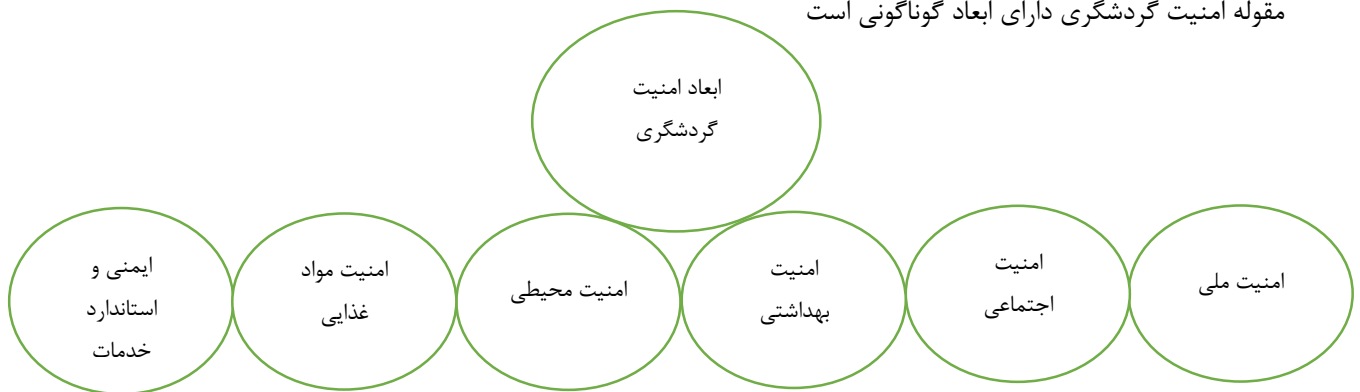 مقوله امنیت گردشگری دارای ابعاد گوناگونی است
ابعاد امنیت
گردشگری
امنیت ملی
امنیت
اجتماعی
امنیت
بهداشتی
امنیت محیطی
امنیت مواد
غذایی
ایمنی و
استاندارد
خدمات